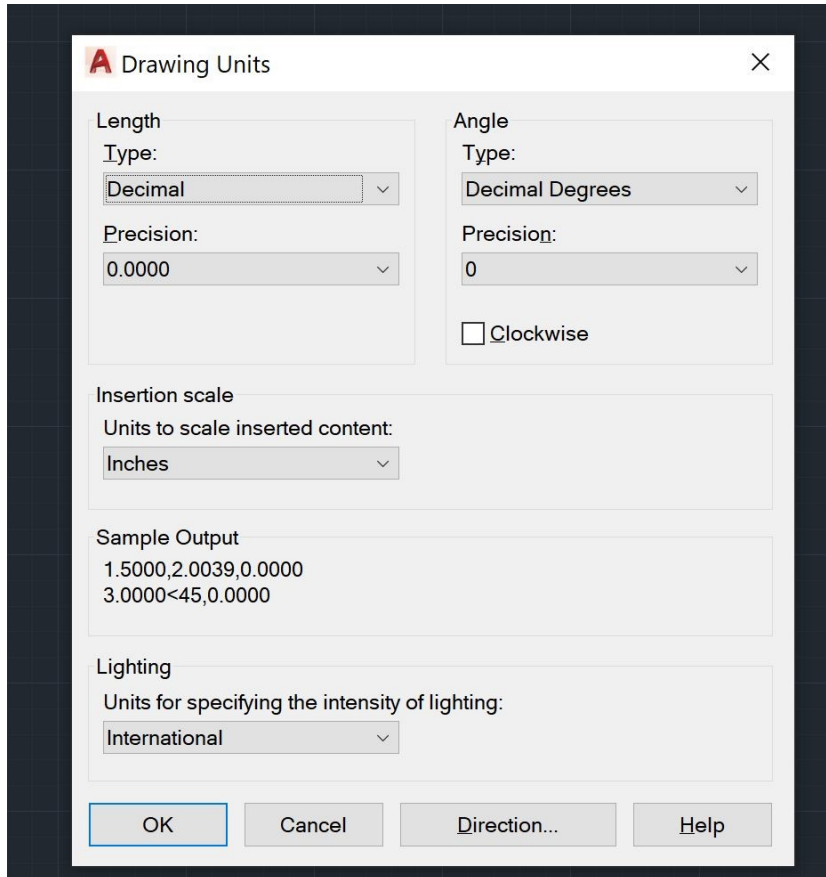 Drawing Units
Length
Type:
Decimal
Precision:
0.0000
Angle
Type:
Decimal Degrees
Precision:
0
Clockwise
Insertion scale
Units to scale inserted content:
Inches
Sample Output
1.5000,2.0039,0.0000
3.0000<45,0.0000
Lighting
Units for specifying the intensity of lighting:
International
OK Cancel Direction... Help